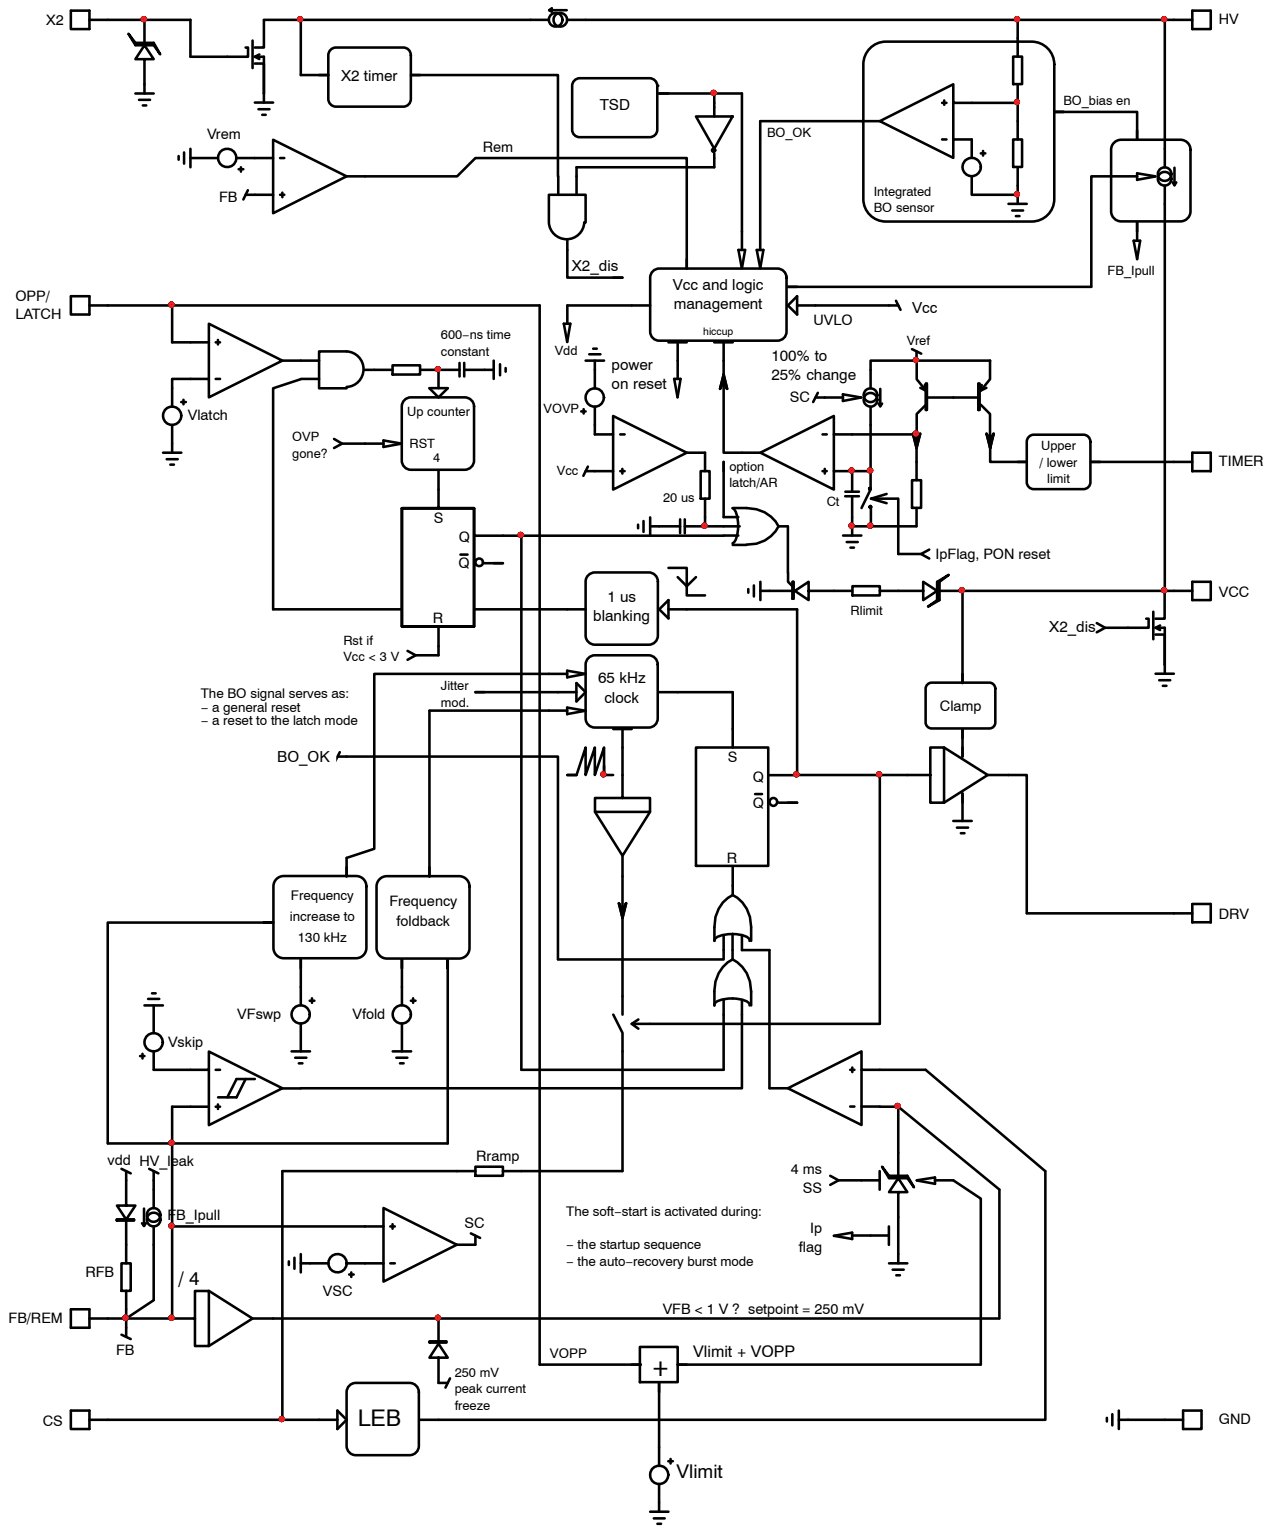 X2
HV
X2 timer
TSD
BO_OK
BO_bias en
Vrem
Rem
FB
Integrated
BO sensor
X2_dis
FB_Ipull
OPP/
LATCH
Vcc and logic
management
hiccup
UVLO
Vcc
Vdd
600–ns time
constant
Vlatch
Up counter
RST
4
OVP
gone?
power
on reset
VOVP
Vcc
20 us
option
latch/AR
100% to
25% change
SC
Vref
Ct
Upper
/ lower
limit
TIMER
IpFlag, PON reset
S
Q
Q
R
Rst if
Vcc < 3 V
1 us
blanking
Rlimit
VCC
X2_dis
The BO signal serves as:
– a general reset
– a reset to the latch mode
Jitter
mod.
65 kHz
clock
Clamp
BO_OK
S
Q
Q
R
DRV
Frequency
increase to
130 kHz
Frequency
foldback
VFswp
Vfold
Vskip
vdd
HV_leak
FB_Ipull
Rramp
SC
VSC
4 ms
SS
Ip
flag
The soft–start is activated during:
– the startup sequence
– the auto–recovery burst mode
RFB
/ 4
FB/REM
FB
VFB < 1 V ? setpoint = 250 mV
VOPP
Vlimit + VOPP
250 mV
peak current
freeze
CS
LEB
GND
Vlimit